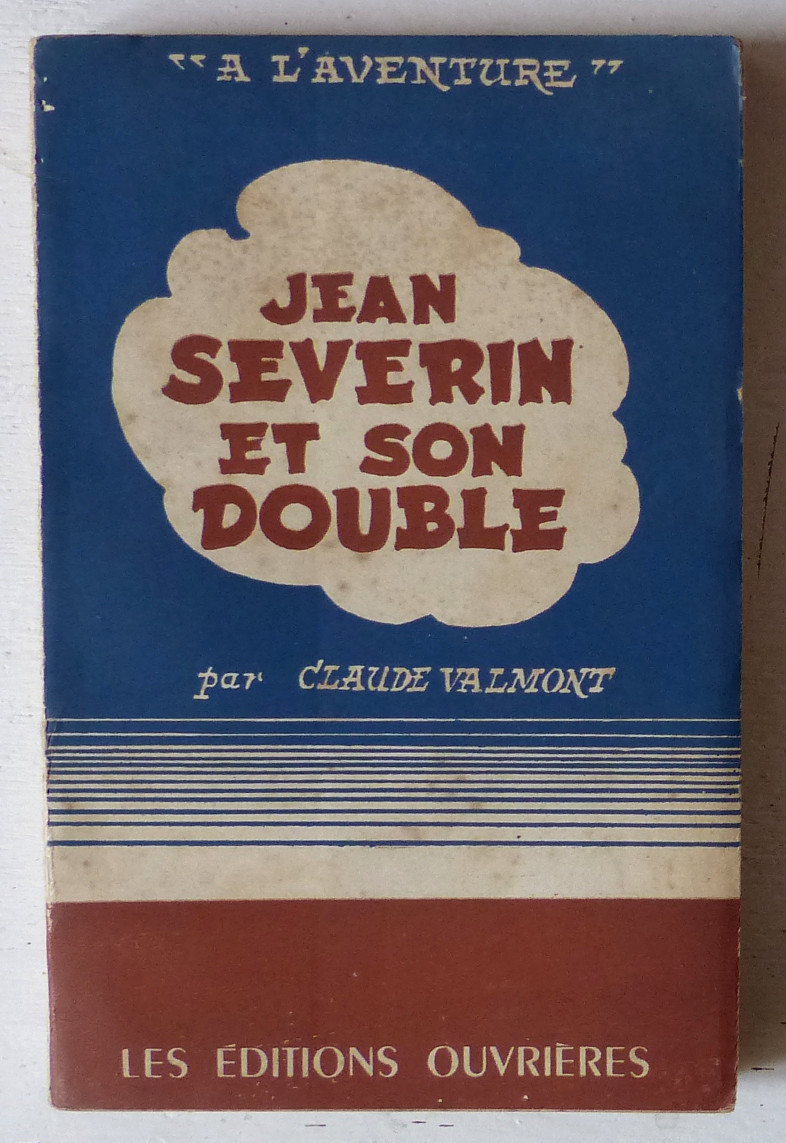 “ A L'AVENTURE ”
JEAN
SEVERIN
ET SON
DOUBLE
par CLAUDE VALMONT
LES ÉDITIONS OUVRIÈRES